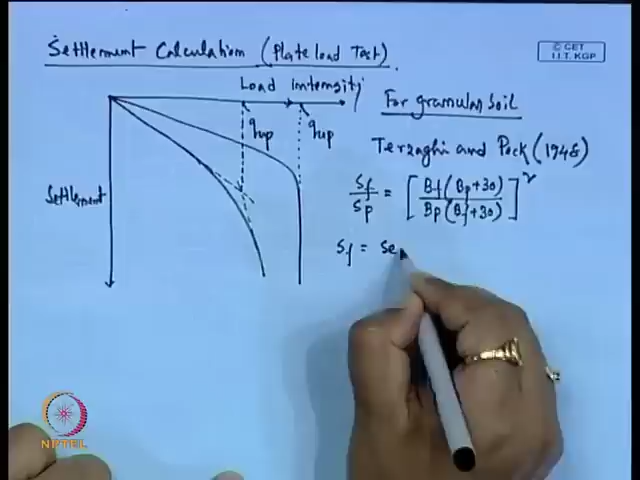 Settlement Calculation (Plate load Test).
© CET
I.I.T. KGP
Load Intensity
For granular soil
qup
qup
Terzaghi and Peck (1948)
Settlement
Sf/Sp = [Bf(Bp+30)/Bp(Bf+30)]²
Sf = Se
NPTEL